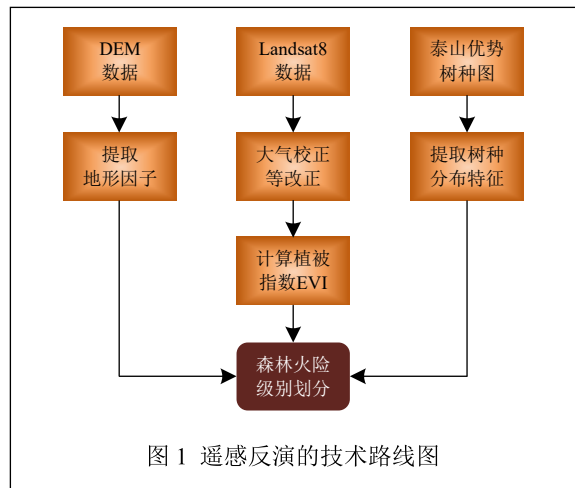 DEM
数据
Landsat8
数据
泰山优势
树种图
提取
地形因子
大气校正
等改正
提取树种
分布特征
计算植被
指数EVI
森林火险
级别划分
图 1 遥感反演的技术路线图